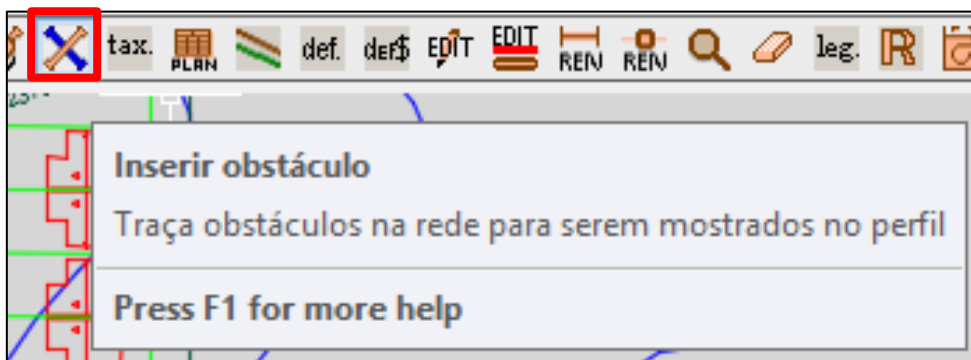 tax. PLAN def. DEF$ EDIT EDIT REN REN leg. R
Inserir obstáculo
Traça obstáculos na rede para serem mostrados no perfil
Press F1 for more help